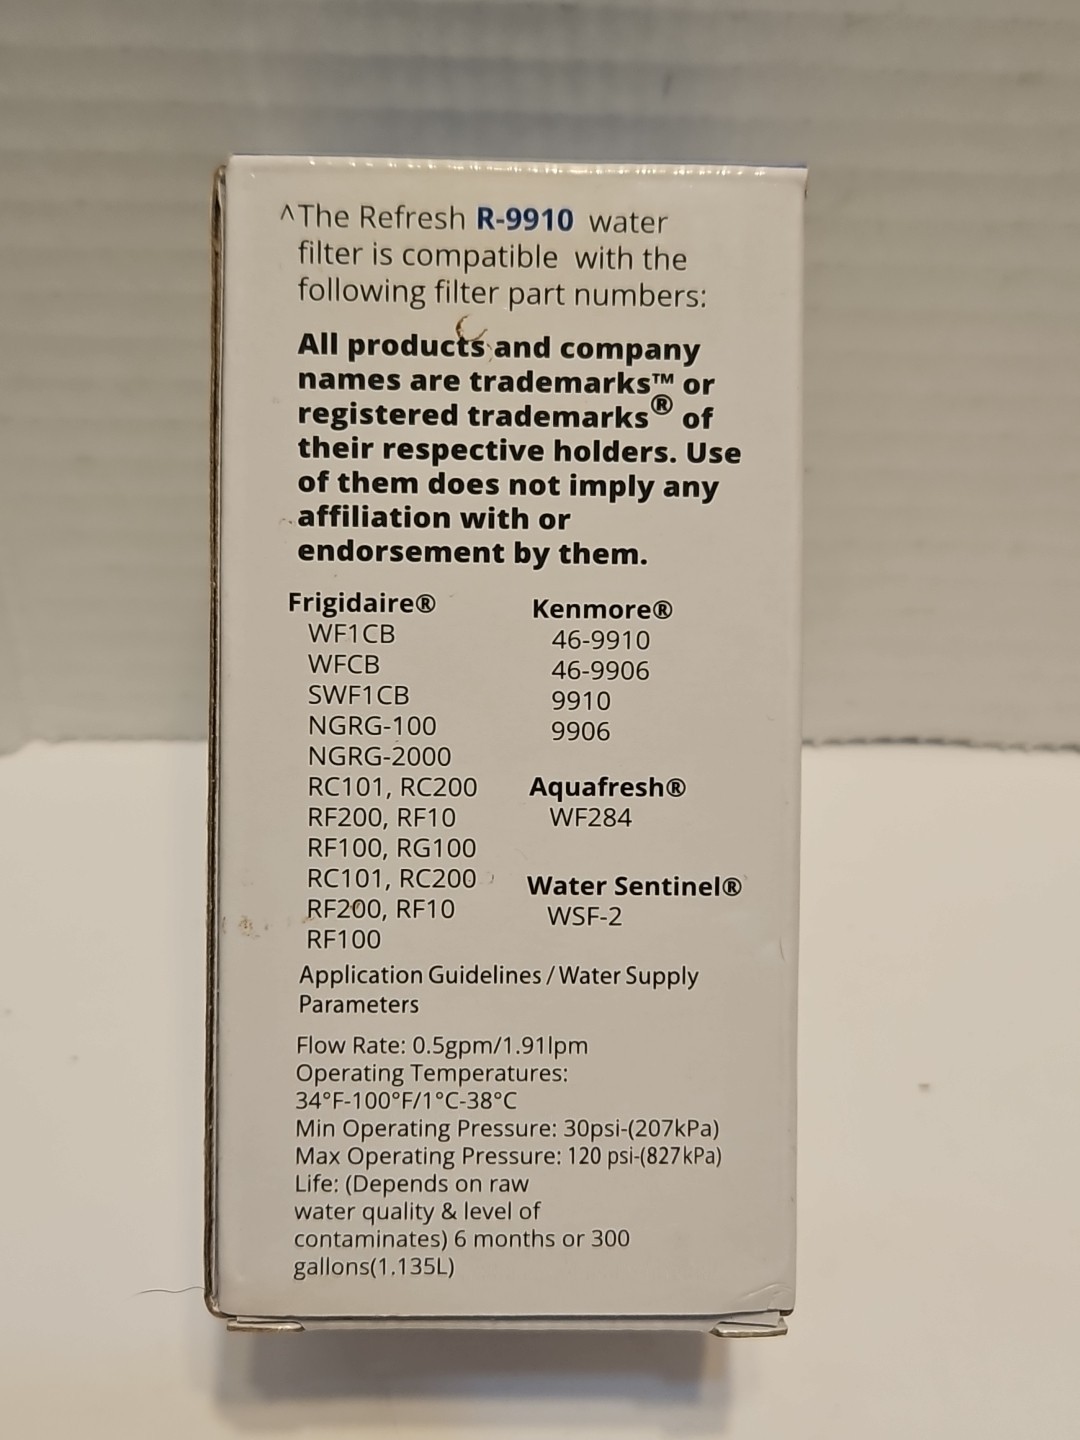 ^The Refresh R-9910 water
filter is compatible with the
following filter part numbers:
All products and company
names are trademarks™ or
registered trademarks® of
their respective holders. Use
of them does not imply any
affiliation with or
endorsement by them.
Frigidaire®
WF1CB
WFCB
SWF1CB
NGRG-100
NGRG-2000
RC101, RC200
RF200, RF10
RF100, RG100
RC101, RC200
RF200, RF10
RF100
Kenmore®
46-9910
46-9906
9910
9906
Aquafresh®
WF284
Water Sentinel®
WSF-2
Application Guidelines / Water Supply
Parameters
Flow Rate: 0.5gpm/1.91lpm
Operating Temperatures:
34°F-100°F/1°C-38°C
Min Operating Pressure: 30psi-(207kPa)
Max Operating Pressure: 120 psi-(827kPa)
Life: (Depends on raw
water quality & level of
contaminates) 6 months or 300
gallons(1.135L)